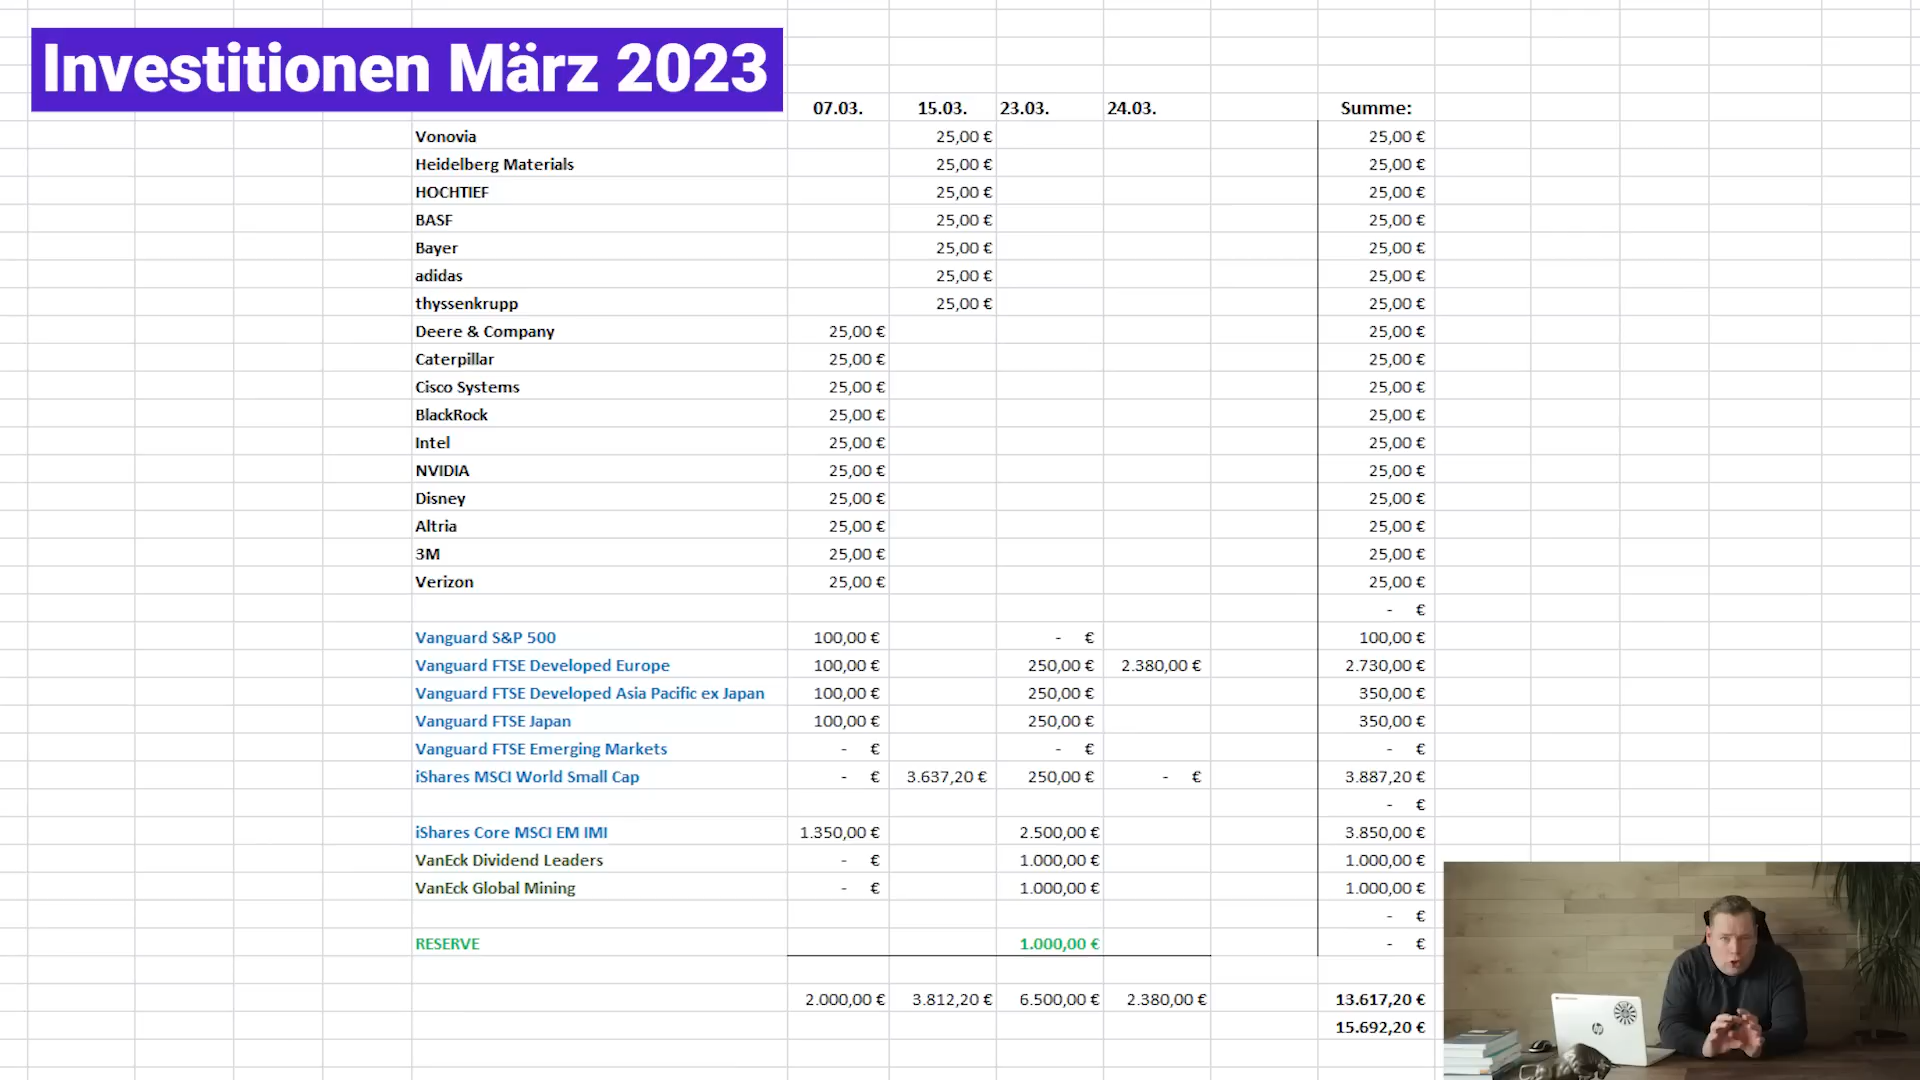 Investitionen März 2023
07.03. 15.03. 23.03. 24.03. Summe:
Vonovia 25,00 € 25,00 €
Heidelberg Materials 25,00 € 25,00 €
HOCHTIEF 25,00 € 25,00 €
BASF 25,00 € 25,00 €
Bayer 25,00 € 25,00 €
adidas 25,00 € 25,00 €
thyssenkrupp 25,00 € 25,00 €
Deere & Company 25,00 € 25,00 €
Caterpillar 25,00 € 25,00 €
Cisco Systems 25,00 € 25,00 €
BlackRock 25,00 € 25,00 €
Intel 25,00 € 25,00 €
NVIDIA 25,00 € 25,00 €
Disney 25,00 € 25,00 €
Altria 25,00 € 25,00 €
3M 25,00 € 25,00 €
Verizon 25,00 € 25,00 €
- €
Vanguard S&P 500 100,00 € - € 100,00 €
Vanguard FTSE Developed Europe 100,00 € 250,00 € 2.380,00 € 2.730,00 €
Vanguard FTSE Developed Asia Pacific ex Japan 100,00 € 250,00 € 350,00 €
Vanguard FTSE Japan 100,00 € 250,00 € 350,00 €
Vanguard FTSE Emerging Markets - € - € - €
iShares MSCI World Small Cap - € 3.637,20 € 250,00 € - € 3.887,20 €
- €
iShares Core MSCI EM IMI 1.350,00 € 2.500,00 € 3.850,00 €
VanEck Dividend Leaders - € 1.000,00 € 1.000,00 €
VanEck Global Mining - € 1.000,00 € 1.000,00 €
- €
RESERVE 1.000,00 € - €
2.000,00 € 3.812,20 € 6.500,00 € 2.380,00 € 13.617,20 €
15.692,20 €
hp